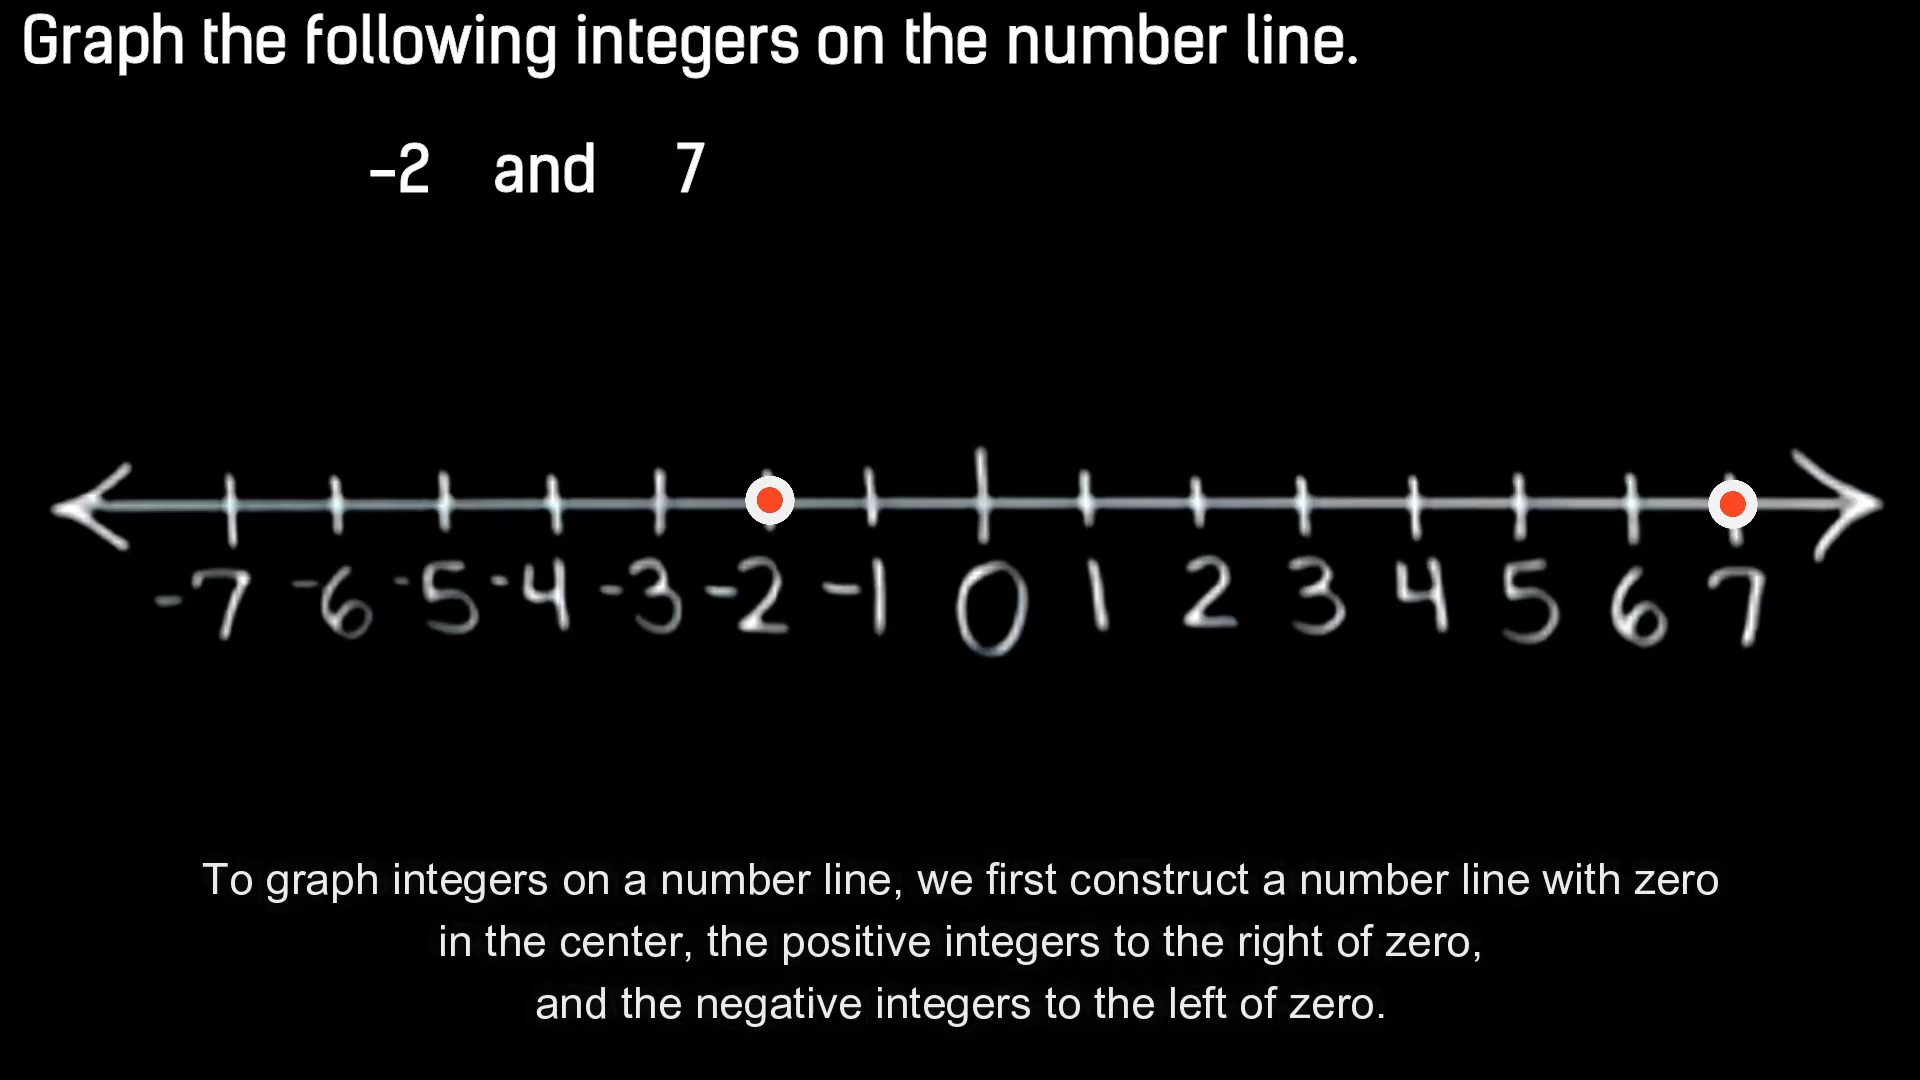 Graph the following integers on the number line.
-2 and 7
-7 -6 -5 -4 -3 -2 -1 0 1 2 3 4 5 6 7
To graph integers on a number line, we first construct a number line with zero
in the center, the positive integers to the right of zero,
and the negative integers to the left of zero.